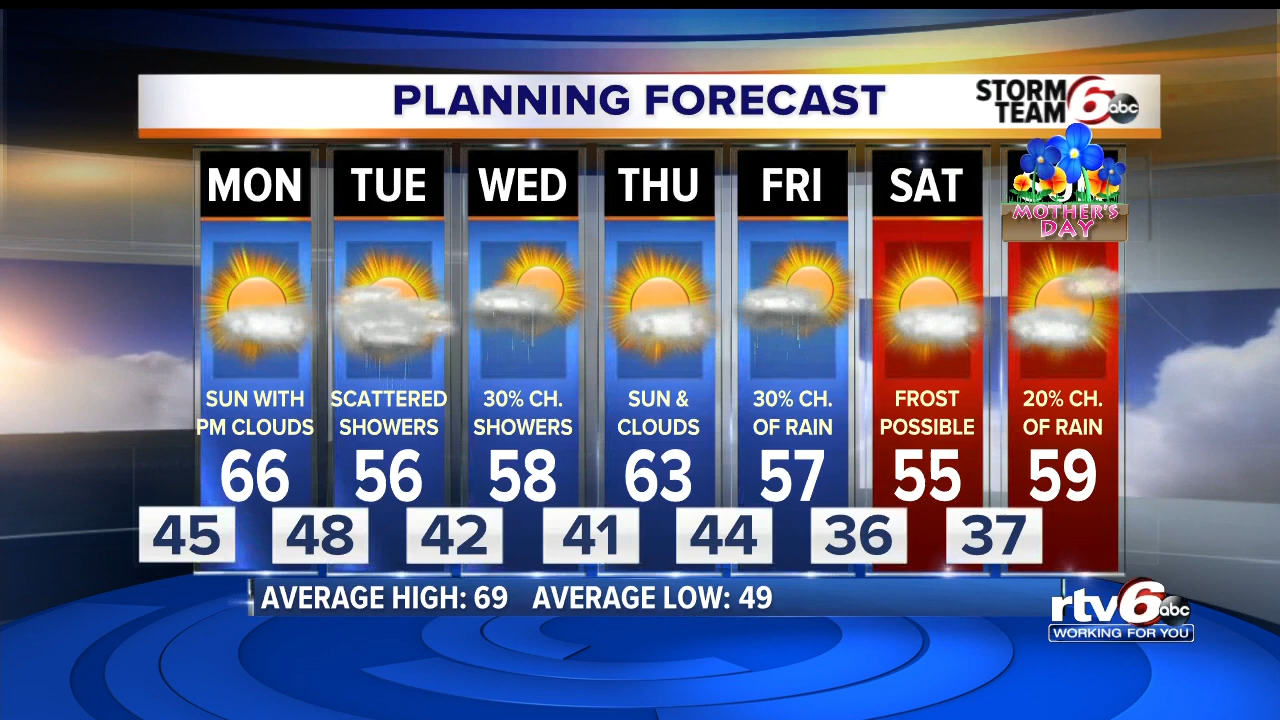 PLANNING FORECAST
STORM
TEAM 6 abc
MON
TUE
WED
THU
FRI
SAT
MOTHER'S
DAY
SUN WITH
PM CLOUDS
SCATTERED
SHOWERS
30% CH.
SHOWERS
SUN &
CLOUDS
30% CH.
OF RAIN
FROST
POSSIBLE
20% CH.
OF RAIN
66
56
58
63
57
55
59
45
48
42
41
44
36
37
AVERAGE HIGH: 69 AVERAGE LOW: 49
rtv6 abc
WORKING FOR YOU